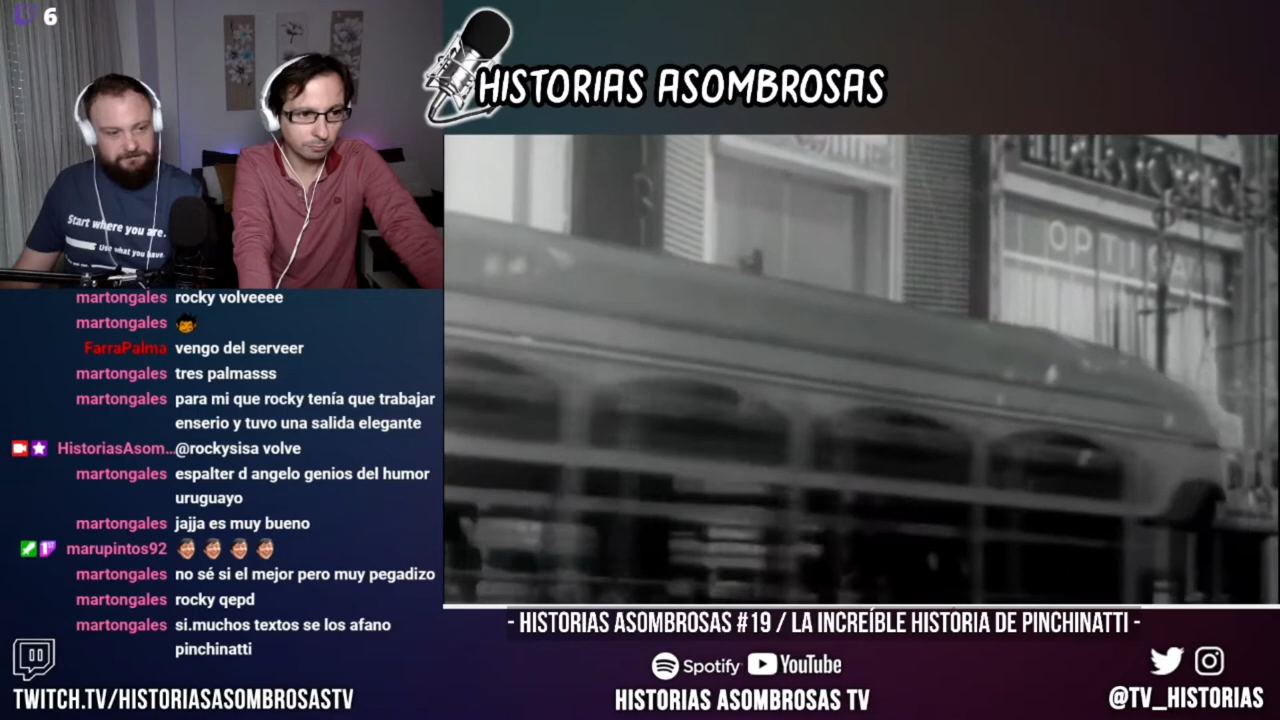 6
HISTORIAS ASOMBROSAS
Start where you are.
Use what you have.
OPTICA
martongales rocky volveeee
martongales
FarraPalma vengo del serveer
martongales tres palmasss
martongales para mi que rocky tenía que trabajar
enserio y tuvo una salida elegante
HistoriasAsom... @rockysisa volve
martongales espalter d angelo genios del humor
uruguayo
martongales jajja es muy bueno
marupintos92
martongales no sé si el mejor pero muy pegadizo
martongales rocky qepd
martongales si.muchos textos se los afano
pinchinatti
- HISTORIAS ASOMBROSAS #19 / LA INCREÍBLE HISTORIA DE PINCHINATTI -
Spotify YouTube
TWITCH.TV/HISTORIASASOMBROSASTV
HISTORIAS ASOMBROSAS TV
@TV_HISTORIAS